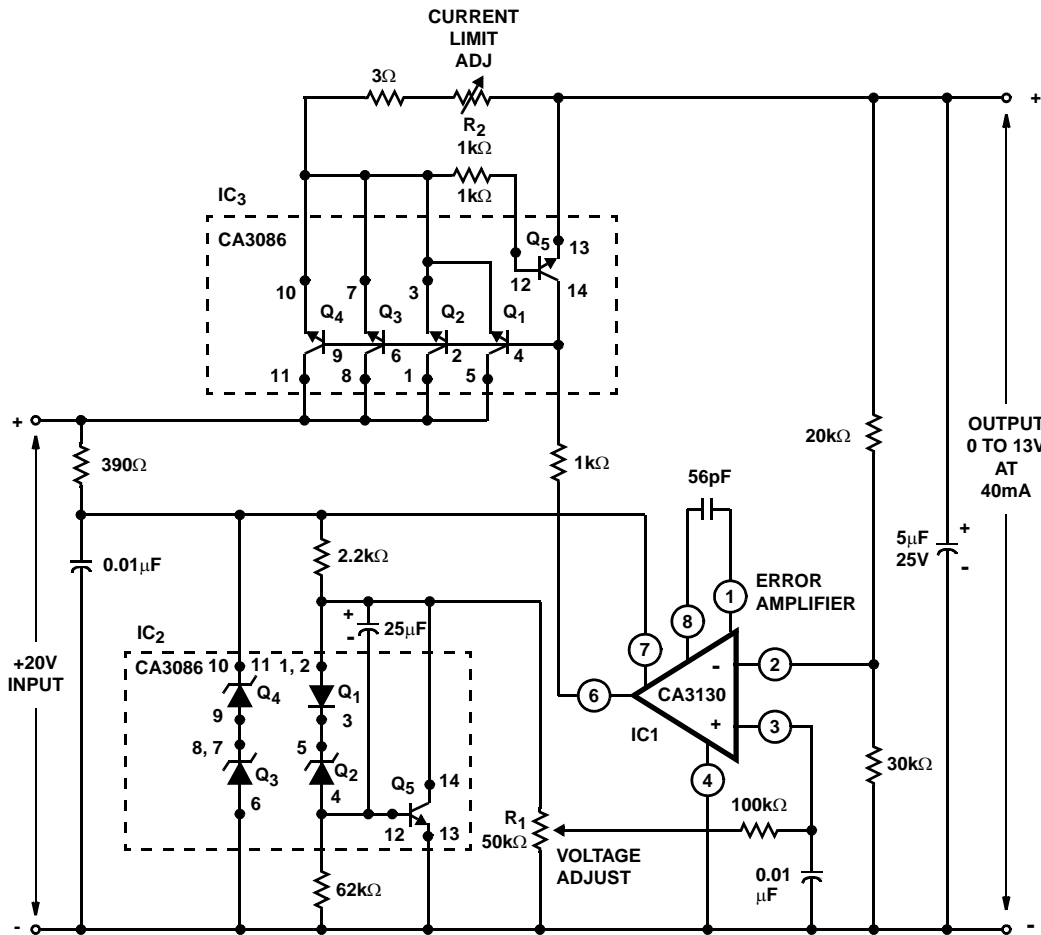 CURRENT
LIMIT
ADJ
3Ω
R2
1kΩ
1kΩ
+
IC3
CA3086
Q5
13
12
14
10
7
3
Q4
Q3
Q2
Q1
9
6
2
4
11
8
1
5
+
390Ω
1kΩ
20kΩ
OUTPUT
0 TO 13V
AT
40mA
56pF
0.01μF
2.2kΩ
5μF
25V
+
-
ERROR
AMPLIFIER
1
8
+
-
25μF
IC2
CA3086
+20V
INPUT
10
11
1, 2
Q4
Q1
9
3
8, 7
5
Q3
Q2
6
4
Q5
14
12
13
7
6
CA3130
IC1
-
+
2
3
4
30kΩ
R1
50kΩ
100kΩ
VOLTAGE
ADJUST
0.01
μF
62kΩ
-
-